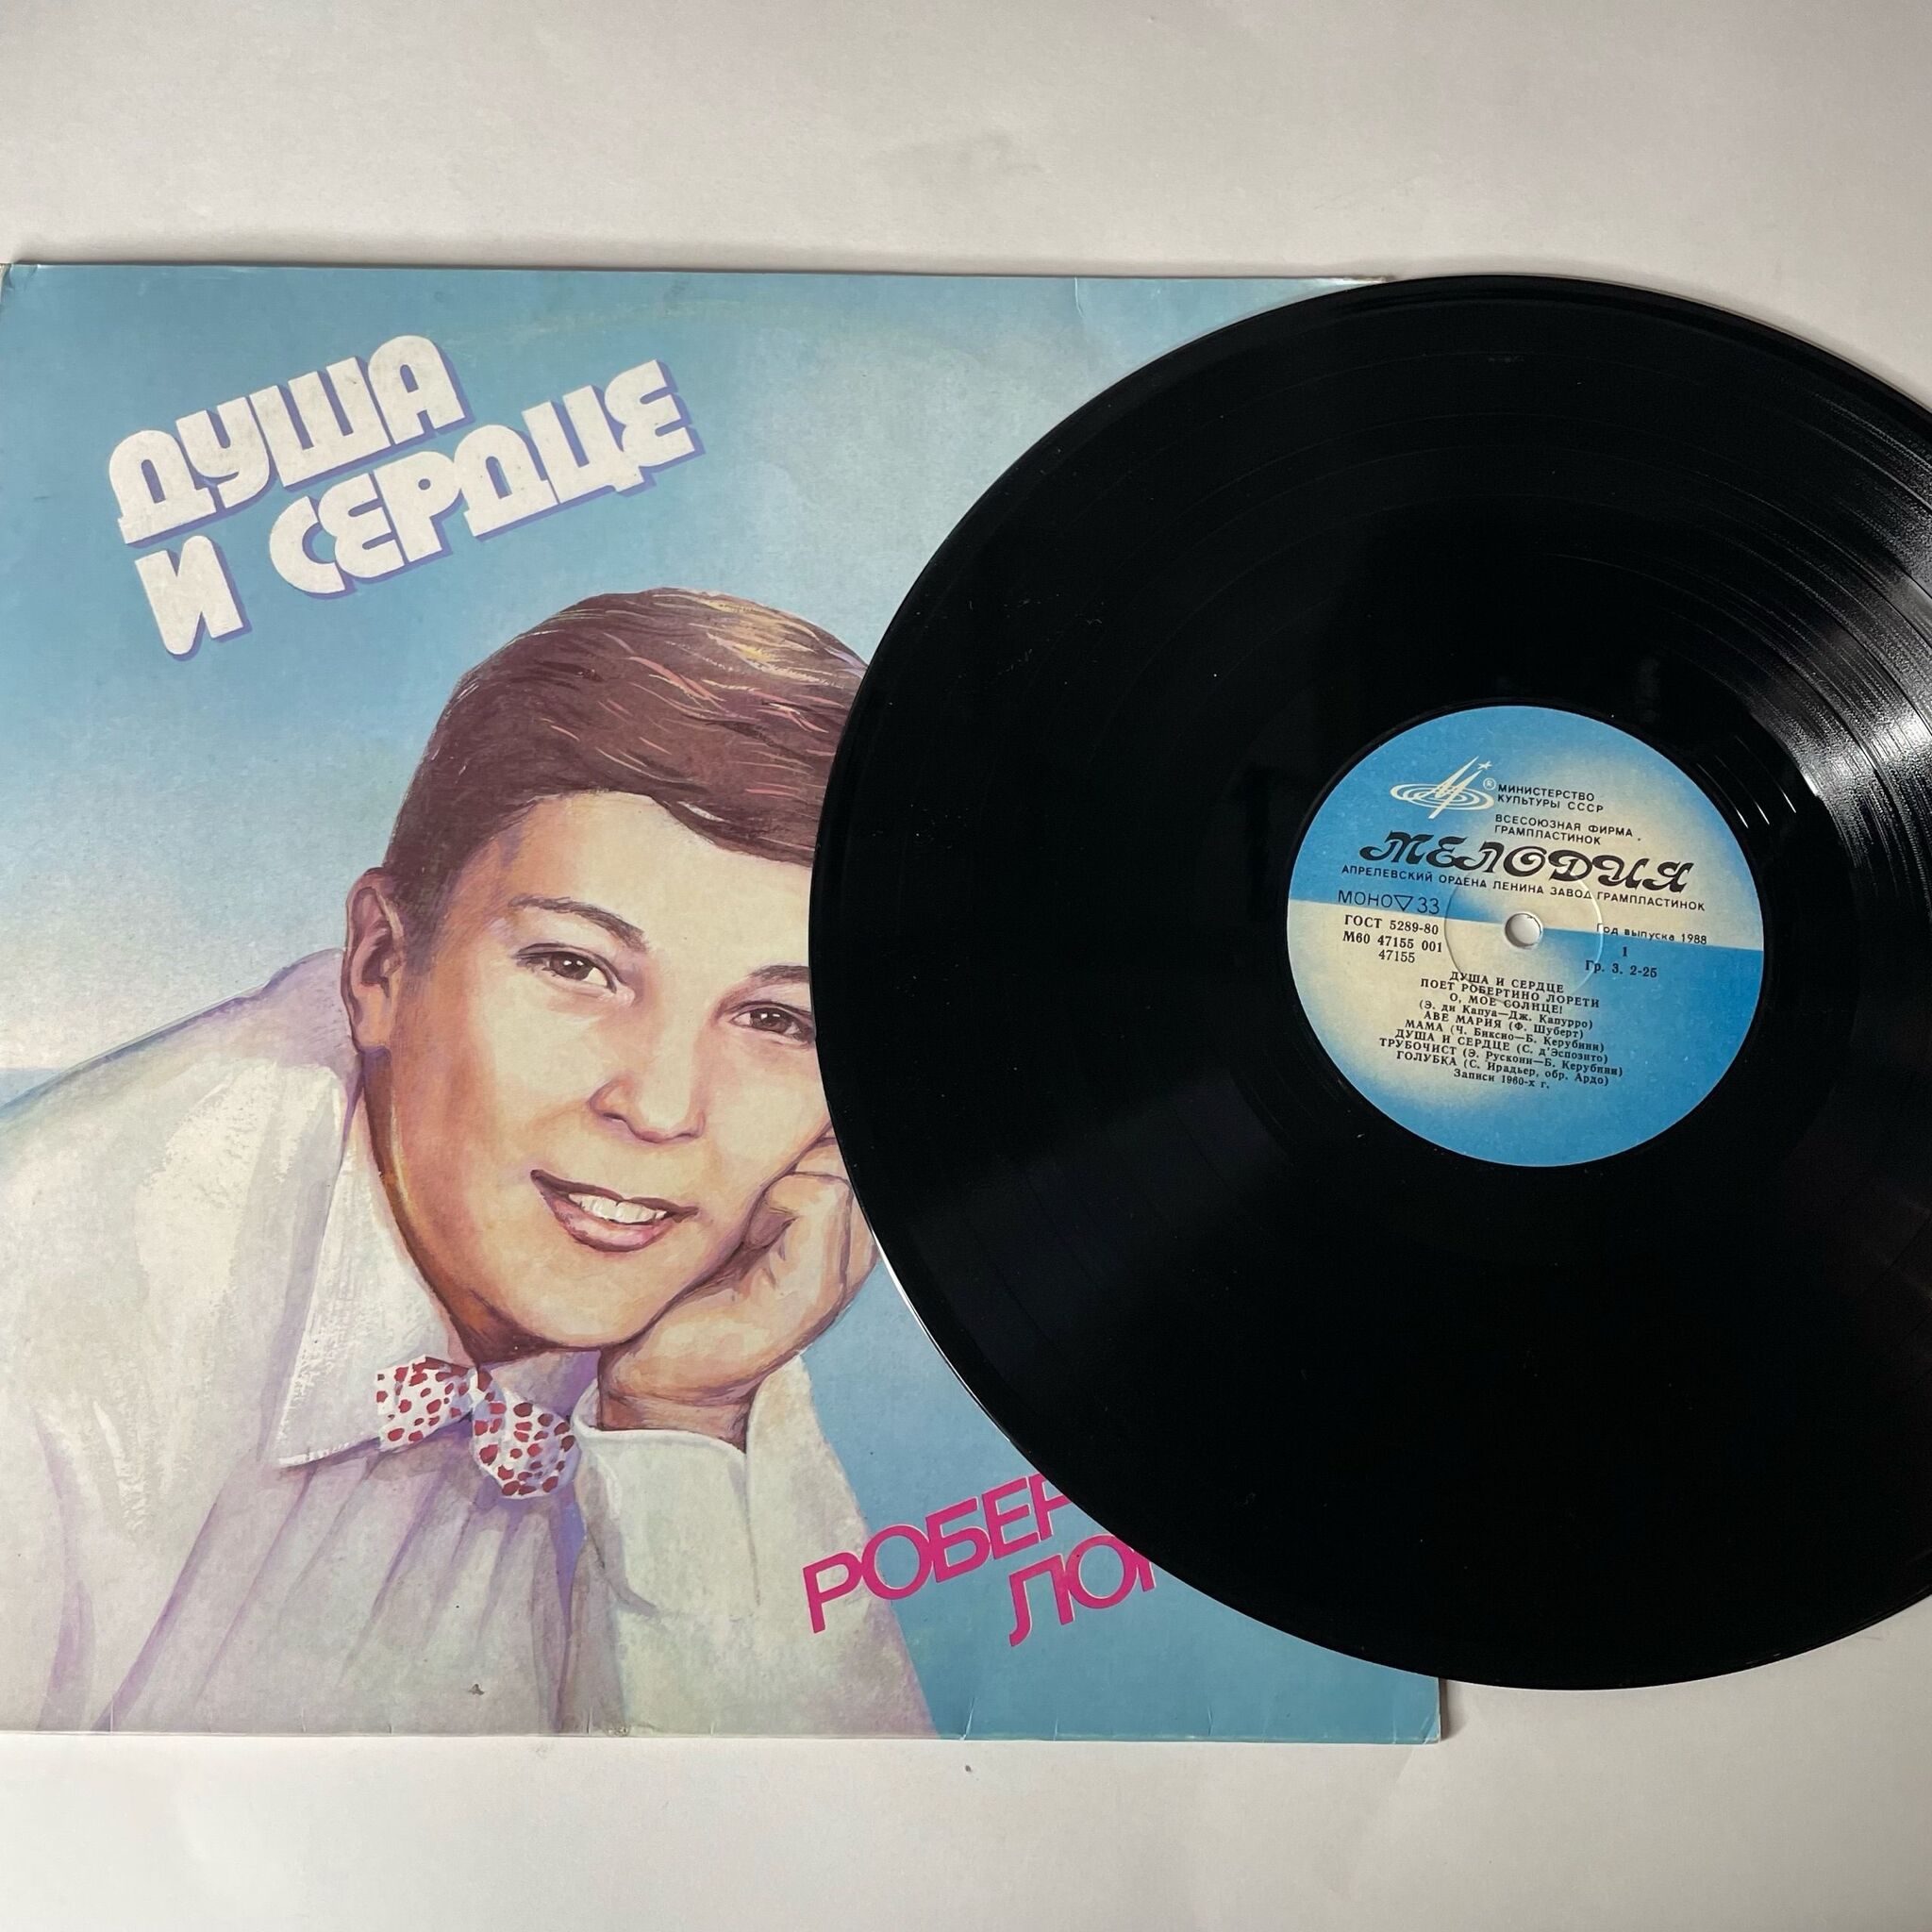 ДУША
И СЕРДЦЕ
РОБЕР
ЛОР
®
МИНИСТЕРСТВО
КУЛЬТУРЫ СССР
ВСЕСОЮЗНАЯ ФИРМА
ГРАМПЛАСТИНОК
МЕЛОДИЯ
АПРЕЛЕВСКИЙ ОРДЕНА ЛЕНИНА ЗАВОД ГРАМПЛАСТИНОК
МОНО▽33
ГОСТ 5289-80
М60 47155 001
47155
Год выпуска 1988
1
Гр. 3. 2-25
ДУША И СЕРДЦЕ
ПОЕТ РОБЕРТИНО ЛОРЕТИ
О, МОЕ СОЛНЦЕ!
(Э. ди Капуа—Дж. Капурро)
АВЕ МАРИЯ (Ф. Шуберт)
МАМА (Ч. Биксио—Б. Керубини)
ДУША И СЕРДЦЕ (С. д'Эспозито)
ТРУБОЧИСТ (Э. Рускони—Б. Керубини)
ГОЛУБКА (С. Ирадьер, обр. Ардо)
Записи 1960-х г.